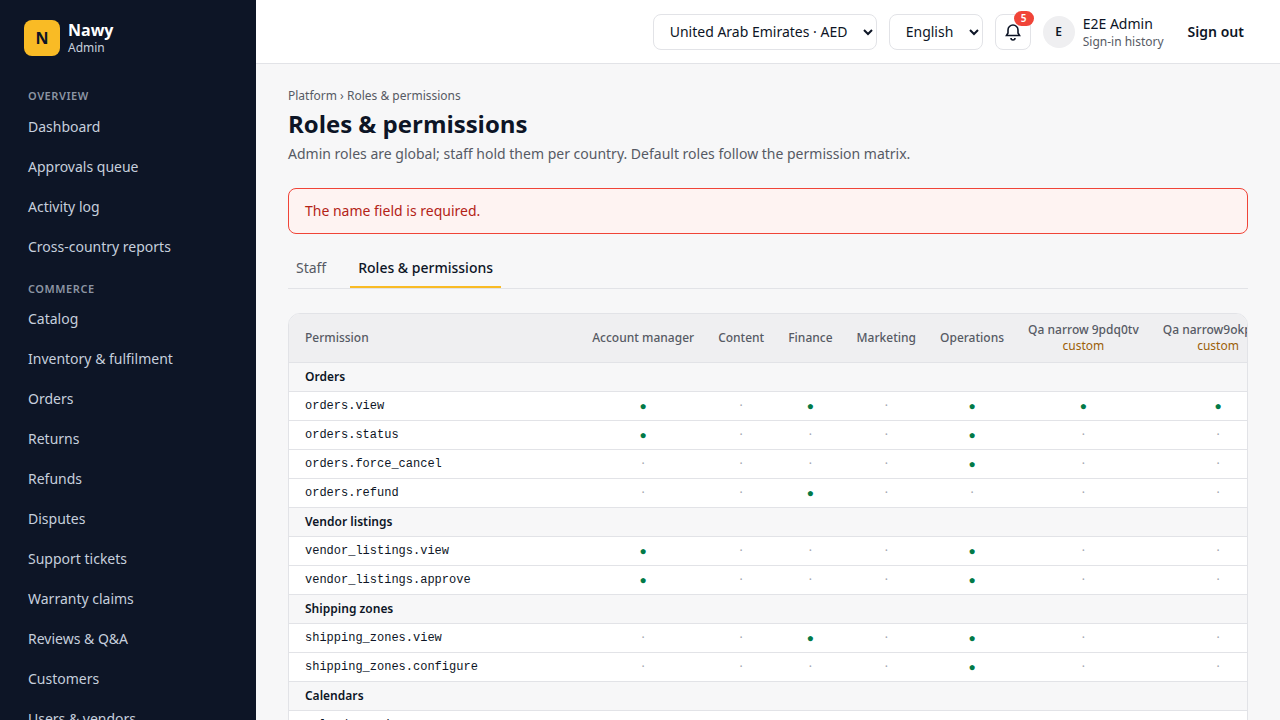 N
Nawy
Admin
OVERVIEW
Dashboard
Approvals queue
Activity log
Cross-country reports
COMMERCE
Catalog
Inventory & fulfilment
Orders
Returns
Refunds
Disputes
Support tickets
Warranty claims
Reviews & Q&A
Customers
Users & vendors
United Arab Emirates · AED
English
5
E
E2E Admin
Sign-in history
Sign out
Platform › Roles & permissions
Roles & permissions
Admin roles are global; staff hold them per country. Default roles follow the permission matrix.
The name field is required.
Staff
Roles & permissions
Permission Account manager Content Finance Marketing Operations Qa narrow 9pdq0tv custom Qa custom
Orders
orders.view ● · ● · ● ● ●
orders.status ● · · · ● · ·
orders.force_cancel · · · · ● · ·
orders.refund · · ● · · · ·
Vendor listings
vendor_listings.view ● · · · ● · ·
vendor_listings.approve ● · · · ● · ·
Shipping zones
shipping_zones.view · · ● · ● · ·
shipping_zones.configure · · · · ● · ·
Calendars